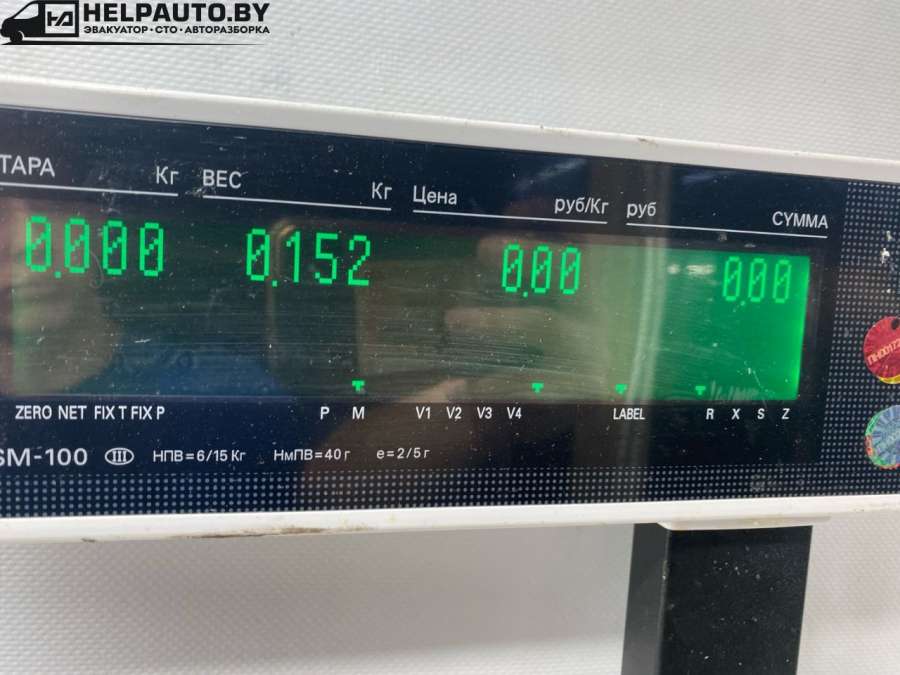 HELPAUTO.BY
ЭВАКУАТОР•СТО•АВТОРАЗБОРКА
ТАРА Кг ВЕС Кг Цена руб/Кг руб СУММА
0.000 0.152 0.00 0.00
ZERO NET FIX T FIX P P M V1 V2 V3 V4 LABEL R X S Z
SM-100 III НПВ=6/15 Кг НмПВ=40 г e=2/5 г